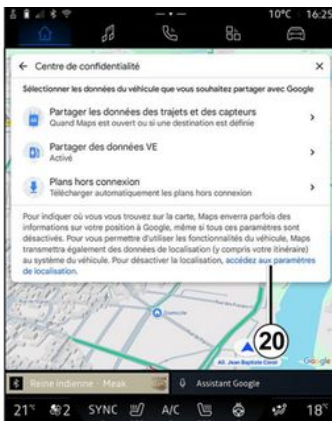 10°C 16:25
Centre de confidentialité
Sélectionner les données du véhicule que vous souhaitez partager avec Google
Partager les données des trajets et des capteurs
Quand Maps est ouvert ou si une destination est définie
Partager des données VE
Activé
Plans hors connexion
Télécharger automatiquement les plans hors connexion
Pour indiquer où vous vous trouvez sur la carte, Maps enverra parfois des
informations sur votre position à Google, même si tous ces paramètres sont
désactivés. Pour vous permettre d'utiliser les fonctionnalités du véhicule, Maps
transmettra également des données de localisation (y compris votre itinéraire)
au système du véhicule. Pour désactiver la localisation, accédez aux paramètres
de localisation.
Domicile
20
All. Jean Baptiste Corot
Google
Reine indienne - Meak
Assistant Google
21° 2 SYNC A/C 18°